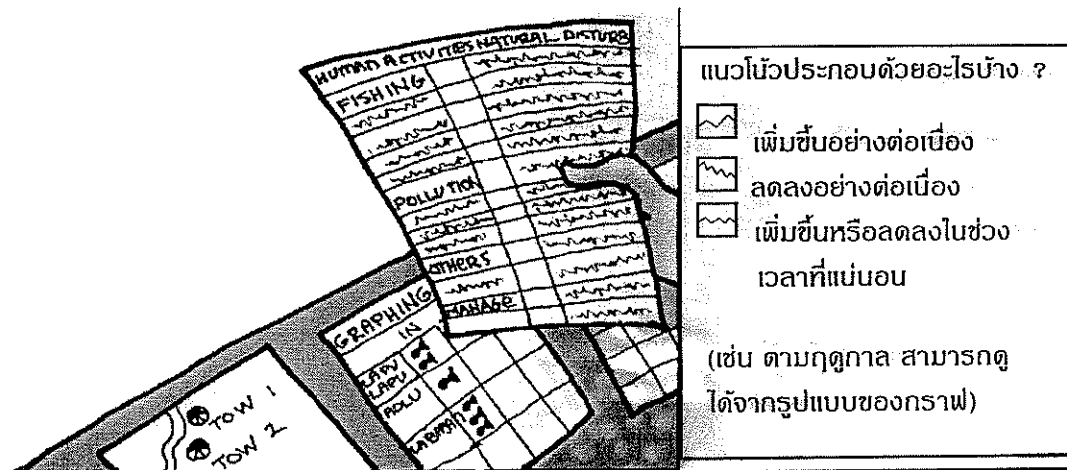 HUMAN ACTIVITIES NATURAL DISTURB
FISHING
POLLUTION
OTHERS
MANAGE
GRAPHING
IN
LAPU
LAPU
TOW 1
TOW 2
แนวโน้วประกอบด้วยอะไรบ้าง ?
เพิ่มขึ้นอย่างต่อเนื่อง
ลดลงอย่างต่อเนื่อง
เพิ่มขึ้นหรือลดลงในช่วง
เวลาที่แน่นอน
(เช่น ตามฤดูกาล สามารถดู
ได้จากรูปแบบของกราฟ)